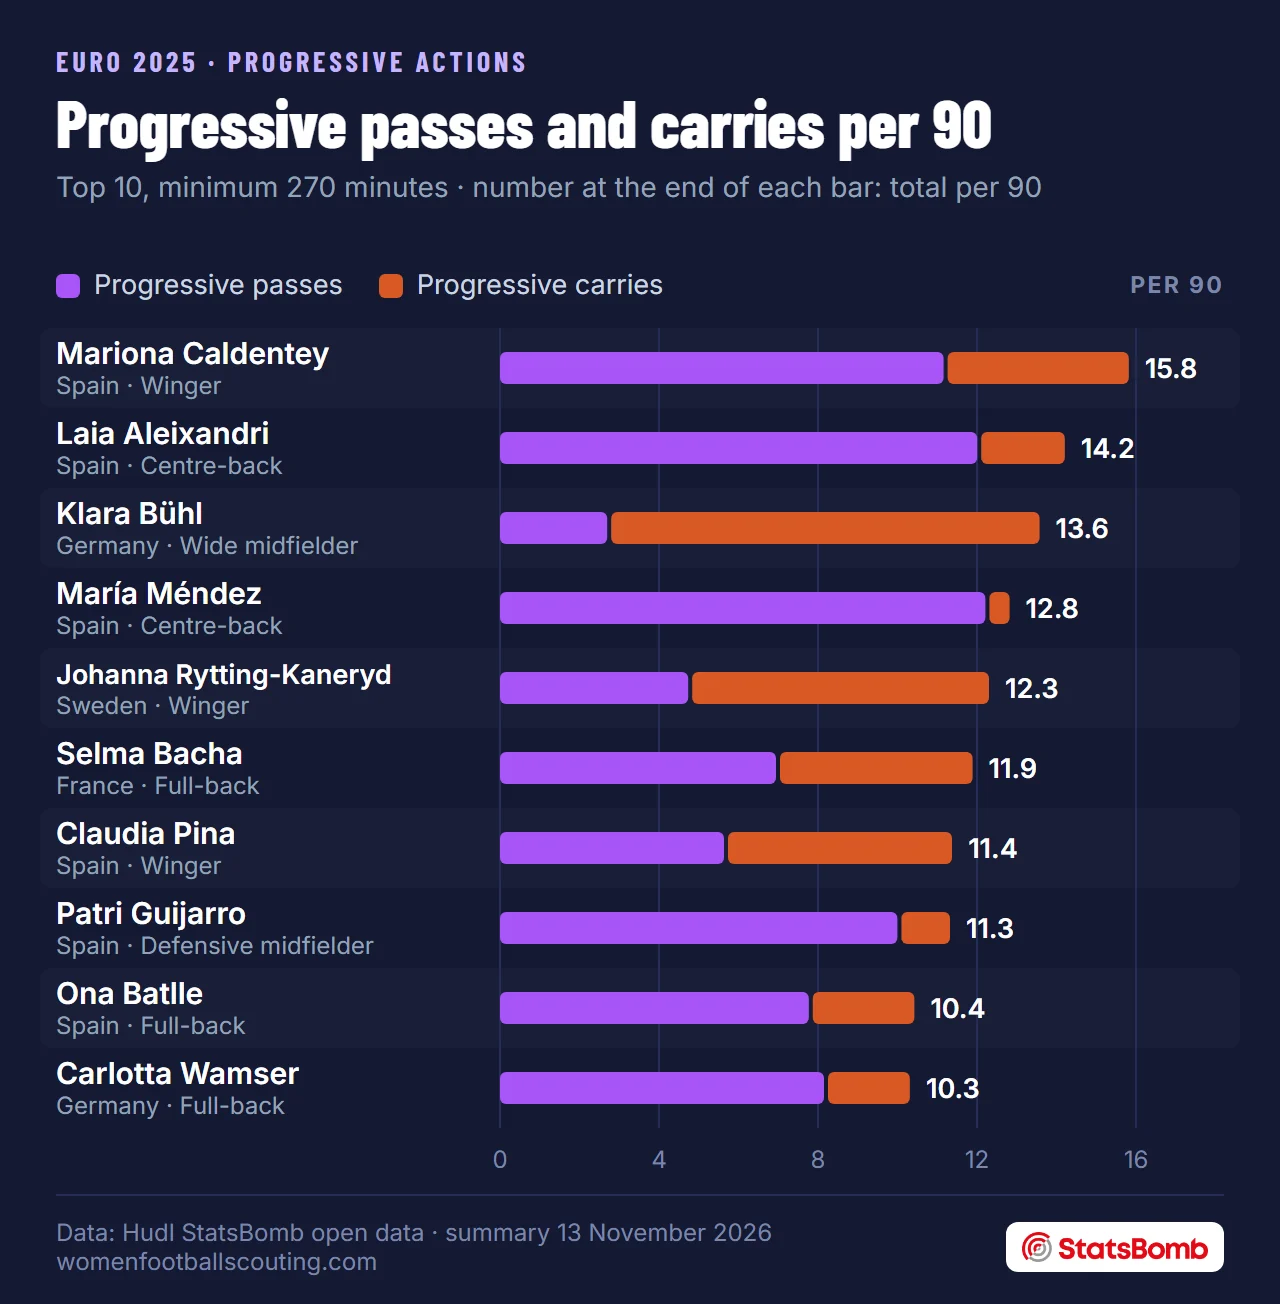 EURO 2025 · PROGRESSIVE ACTIONS
Progressive passes and carries per 90
Top 10, minimum 270 minutes · number at the end of each bar: total per 90
Progressive passes
Progressive carries
PER 90
Mariona Caldentey
Spain · Winger
15.8
Laia Aleixandri
Spain · Centre-back
14.2
Klara Bühl
Germany · Wide midfielder
13.6
María Méndez
Spain · Centre-back
12.8
Johanna Rytting-Kaneryd
Sweden · Winger
12.3
Selma Bacha
France · Full-back
11.9
Claudia Pina
Spain · Winger
11.4
Patri Guijarro
Spain · Defensive midfielder
11.3
Ona Batlle
Spain · Full-back
10.4
Carlotta Wamser
Germany · Full-back
10.3
0 4 8 12 16
Data: Hudl StatsBomb open data · summary 13 November 2026
womenfootballscouting.com
StatsBomb